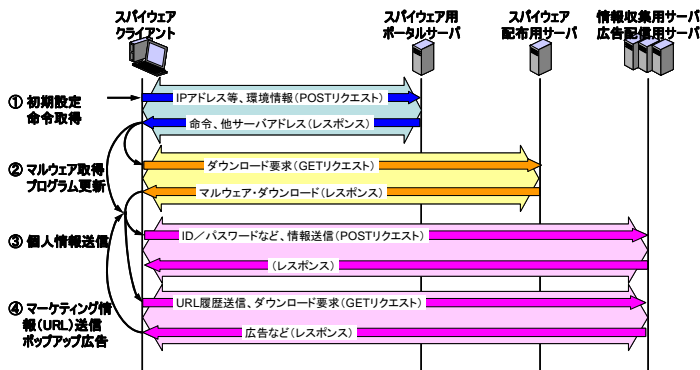 スパイウェア
クライアント
スパイウェア用
ポータルサーバ
スパイウェア
配布用サーバ
情報収集用サーバ
広告配信用サーバ
① 初期設定
命令取得
IPアドレス等、環境情報(POSTリクエスト)
命令、他サーバアドレス(レスポンス)
② マルウェア取得
プログラム更新
ダウンロード要求(GETリクエスト)
マルウェア・ダウンロード(レスポンス)
③ 個人情報送信
ID/パスワードなど、情報送信(POSTリクエスト)
(レスポンス)
④ マーケティング情
報(URL)送信
ポップアップ広告
URL履歴送信、ダウンロード要求(GETリクエスト)
広告など(レスポンス)